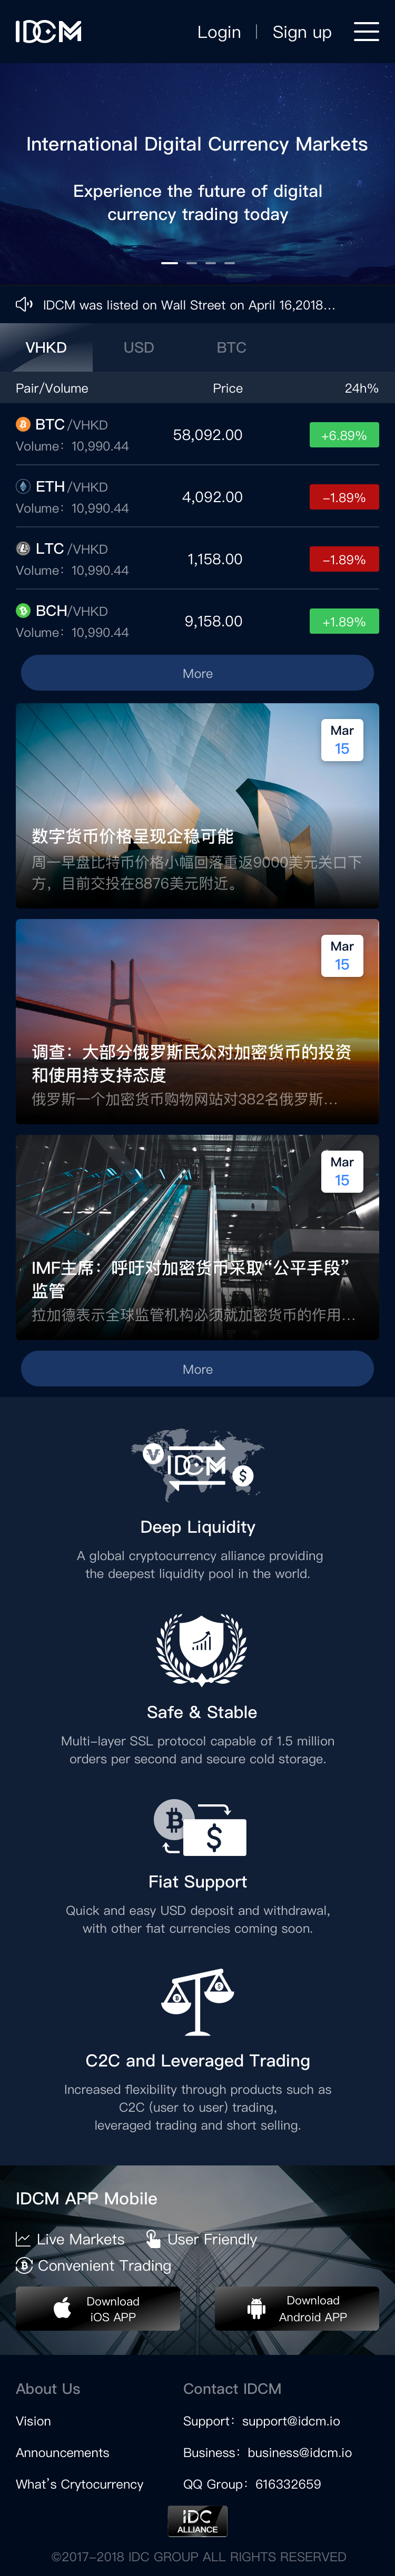 IDCM
Login | Sign up
International Digital Currency Markets
Experience the future of digital
currency trading today
IDCM was listed on Wall Street on April 16,2018...
VHKD USD BTC
Pair/Volume Price 24h%
BTC/VHKD 58,092.00 +6.89%
Volume：10,990.44
ETH/VHKD 4,092.00 -1.89%
Volume：10,990.44
LTC/VHKD 1,158.00 -1.89%
Volume：10,990.44
BCH/VHKD 9,158.00 +1.89%
Volume：10,990.44
More
Mar
15
数字货币价格呈现企稳可能
周一早盘比特币价格小幅回落重返9000美元关口下
方，目前交投在8876美元附近。
Mar
15
调查：大部分俄罗斯民众对加密货币的投资
和使用持支持态度
俄罗斯一个加密货币购物网站对382名俄罗斯...
Mar
15
IMF主席：呼吁对加密货币采取“公平手段”
监管
拉加德表示全球监管机构必须就加密货币的作用...
More
IDCM
Deep Liquidity
A global cryptocurrency alliance providing
the deepest liquidity pool in the world.
Safe & Stable
Multi-layer SSL protocol capable of 1.5 million
orders per second and secure cold storage.
Fiat Support
Quick and easy USD deposit and withdrawal,
with other fiat currencies coming soon.
C2C and Leveraged Trading
Increased flexibility through products such as
C2C (user to user) trading,
leveraged trading and short selling.
IDCM APP Mobile
Live Markets User Friendly
Convenient Trading
Download
iOS APP
Download
Android APP
About Us
Vision
Announcements
What's Crytocurrency
Contact IDCM
Support：support@idcm.io
Business：business@idcm.io
QQ Group：616332659
IDC
ALLIANCE
©2017-2018 IDC GROUP ALL RIGHTS RESERVED